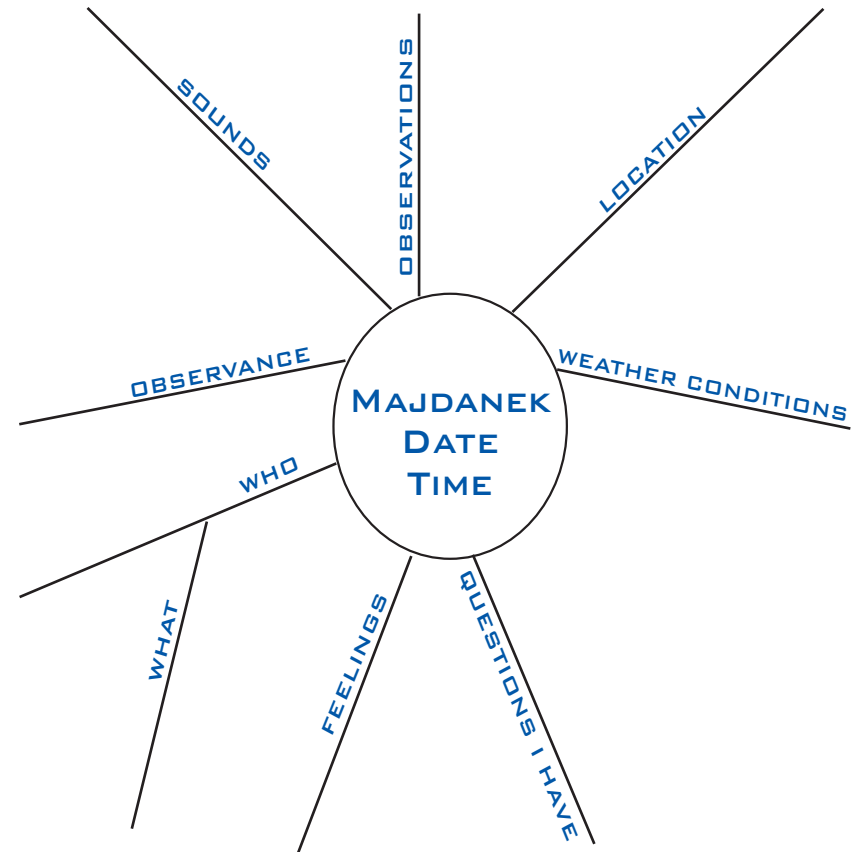 SOUNDS
OBSERVATIONS
LOCATION
OBSERVANCE
WEATHER CONDITIONS
MAJDANEK
DATE
TIME
WHO
WHAT
FEELINGS
QUESTIONS I HAVE